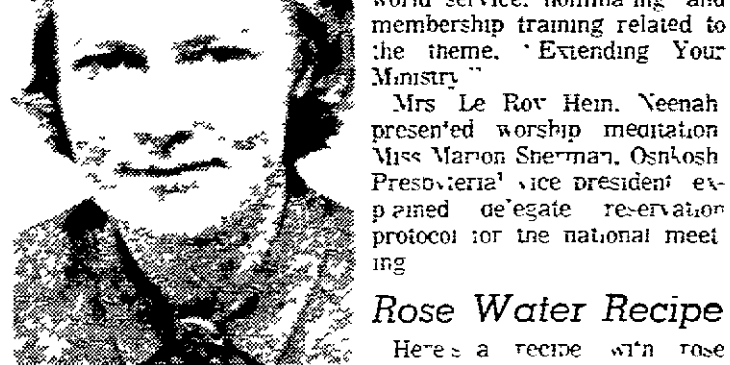 world service, nominating and
membership training related to
the theme, "Extending Your
Ministry"
Mrs Le Roy Hein, Neenah
presented worship meditation
Miss Marion Sherman, Oshkosh
Presbyterial vice president ex-
plained delegate reservation
protocol for the national meet
ing
Rose Water Recipe
Here's a recipe with rose